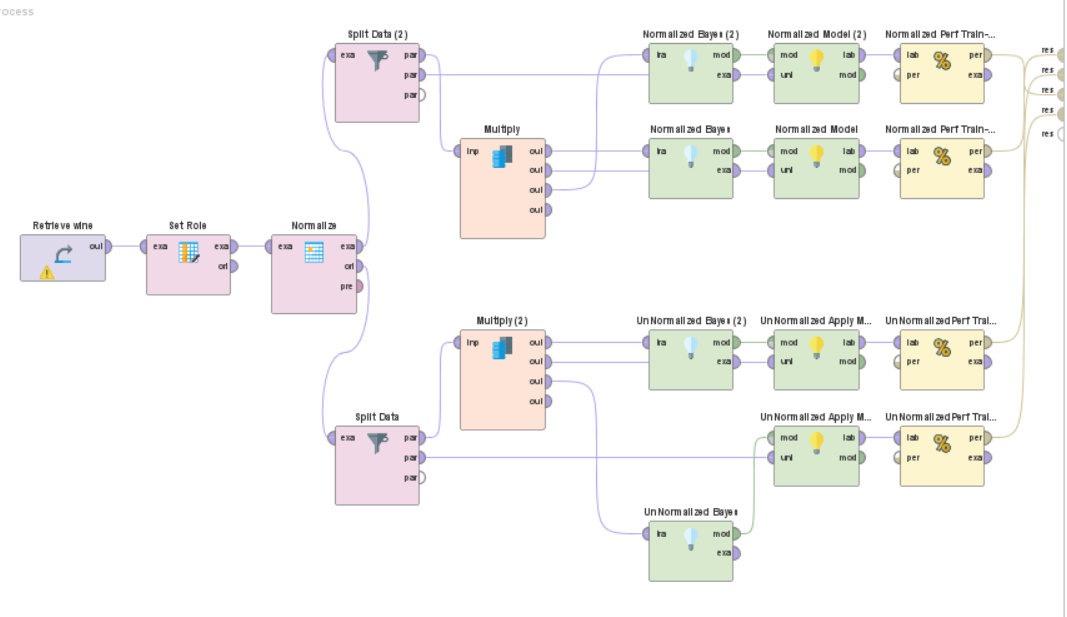 ocess
Split Data (2)
exa par
par
par
Normalized Bayes (2)
tra mod
exa
Normalized Model (2)
mod lab
unl mod
Normalized Perf Train-...
lab per
per exa
res
res
res
res
res
Multiply
inp out
out
out
out
Normalized Bayes
tra mod
exa
Normalized Model
mod lab
unl mod
Normalized Perf Train-...
lab per
per exa
Retrieve wine
out
Set Role
exa exa
ori
Normalize
exa exa
ori
pre
Multiply (2)
inp out
out
out
out
UnNormalized Bayes (2)
tra mod
exa
UnNormalized Apply M...
mod lab
unl mod
UnNormalized Perf Trai...
lab per
per exa
Split Data
exa par
par
par
UnNormalized Apply M...
mod lab
unl mod
UnNormalized Perf Trai...
lab per
per exa
UnNormalized Bayes
tra mod
exa